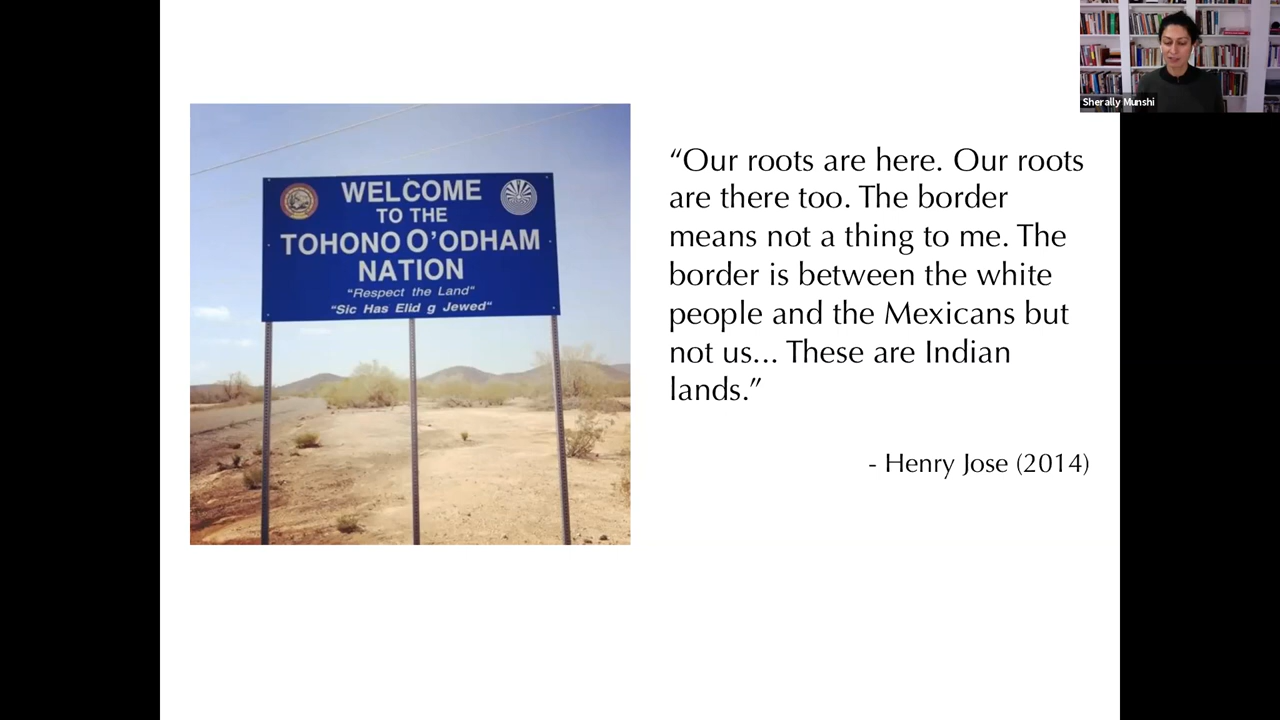 Sherally Munshi
WELCOME
TO THE
TOHONO O'ODHAM
NATION
"Respect the Land"
"Sic Has Elid g Jewed"
“Our roots are here. Our roots
are there too. The border
means not a thing to me. The
border is between the white
people and the Mexicans but
not us... These are Indian
lands.”
- Henry Jose (2014)